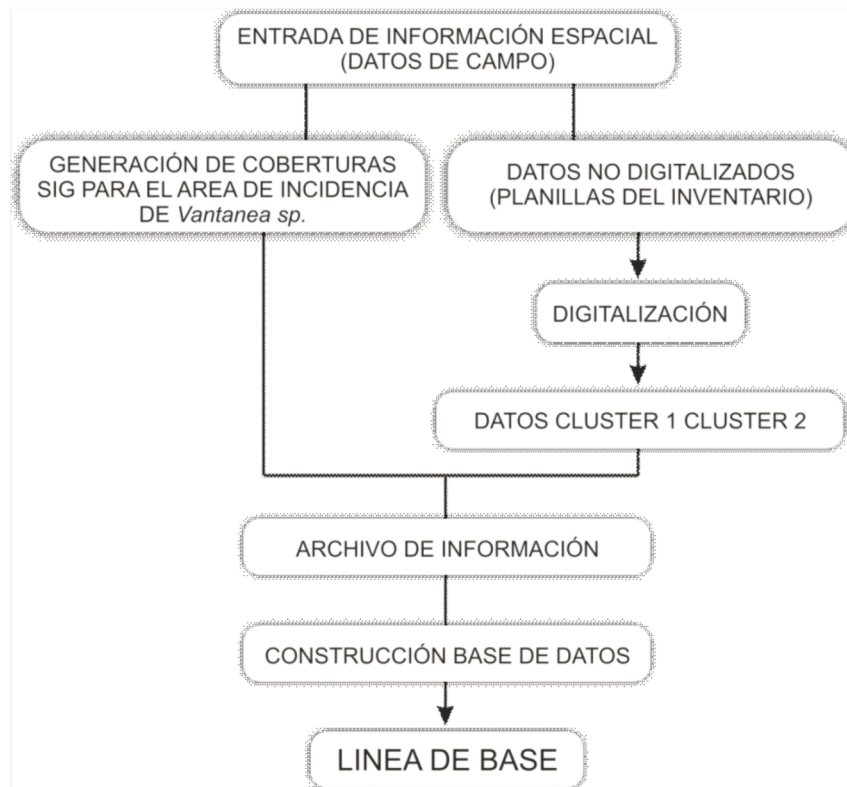 ENTRADA DE INFORMACIÓN ESPACIAL
(DATOS DE CAMPO)
GENERACIÓN DE COBERTURAS
SIG PARA EL AREA DE INCIDENCIA
DE Vantanea sp.
DATOS NO DIGITALIZADOS
(PLANILLAS DEL INVENTARIO)
DIGITALIZACIÓN
DATOS CLUSTER 1 CLUSTER 2
ARCHIVO DE INFORMACIÓN
CONSTRUCCIÓN BASE DE DATOS
LINEA DE BASE